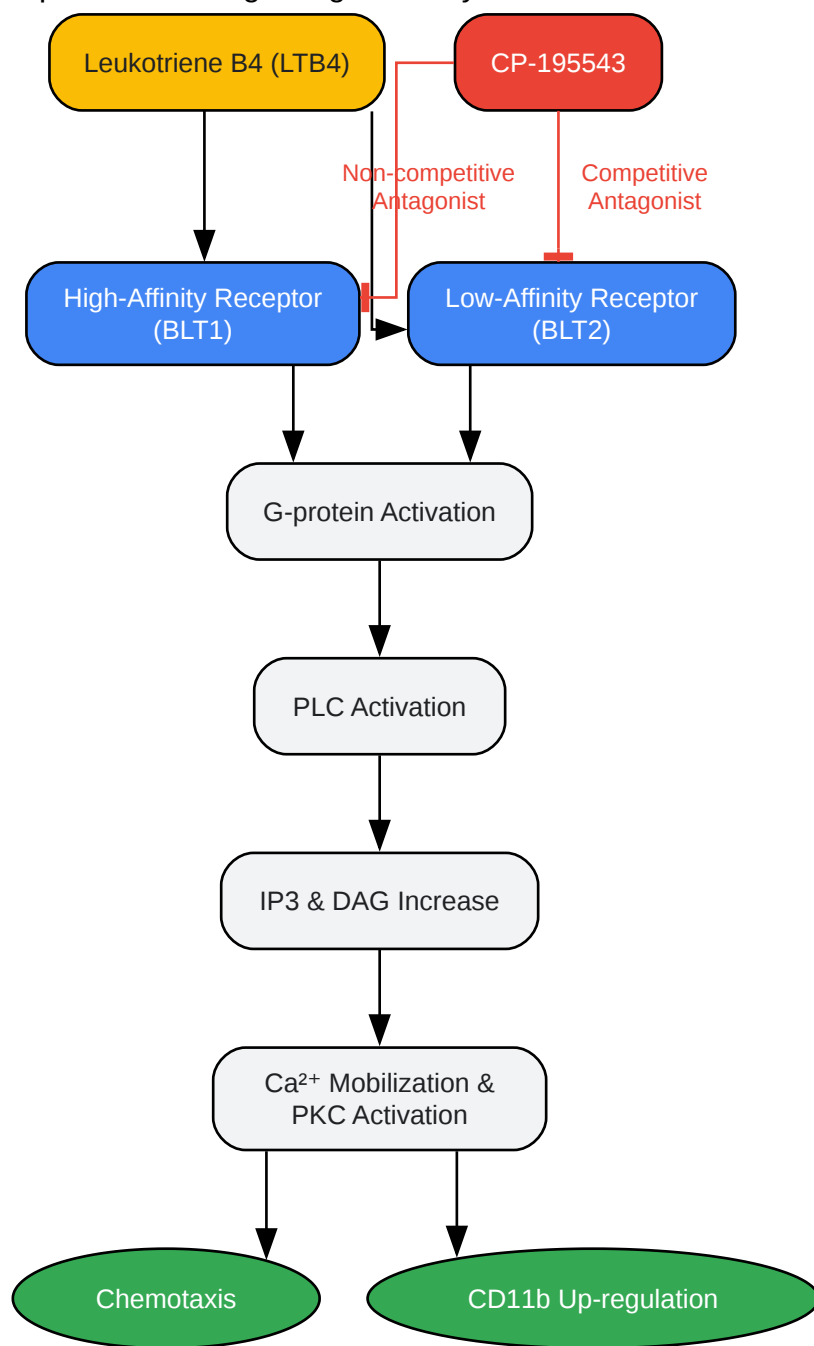 Leukotriene B4 (LTB4)
CP-195543
Non-competitive
Antagonist
Competitive
Antagonist
High-Affinity Receptor
(BLT1)
Low-Affinity Receptor
(BLT2)
G-protein Activation
PLC Activation
IP3 & DAG Increase
Ca²⁺ Mobilization &
PKC Activation
Chemotaxis
CD11b Up-regulation